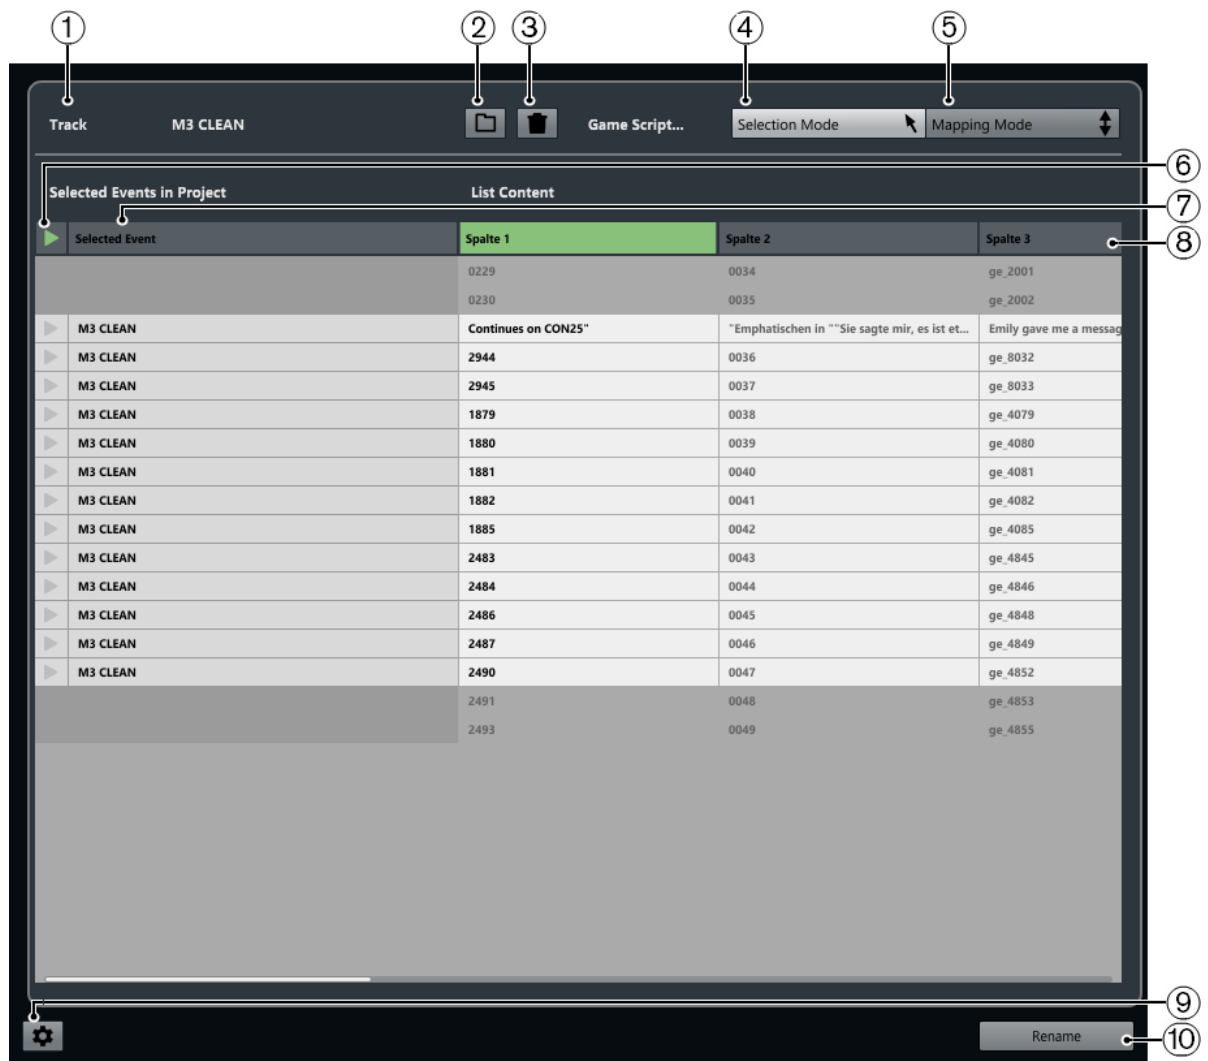 ① ② ③ ④ ⑤
Track M3 CLEAN Game Script... Selection Mode Mapping Mode
⑥
Selected Events in Project List Content
⑦
Selected Event Spalte 1 Spalte 2 Spalte 3 ⑧
0229 0034 ge_2001
0230 0035 ge_2002
M3 CLEAN Continues on CON25" "Emphatischen in ""Sie sagte mir, es ist et... Emily gave me a messag
M3 CLEAN 2944 0036 ge_8032
M3 CLEAN 2945 0037 ge_8033
M3 CLEAN 1879 0038 ge_4079
M3 CLEAN 1880 0039 ge_4080
M3 CLEAN 1881 0040 ge_4081
M3 CLEAN 1882 0041 ge_4082
M3 CLEAN 1885 0042 ge_4085
M3 CLEAN 2483 0043 ge_4845
M3 CLEAN 2484 0044 ge_4846
M3 CLEAN 2486 0045 ge_4848
M3 CLEAN 2487 0046 ge_4849
M3 CLEAN 2490 0047 ge_4852
2491 0048 ge_4853
2493 0049 ge_4855
⑨
Rename ⑩